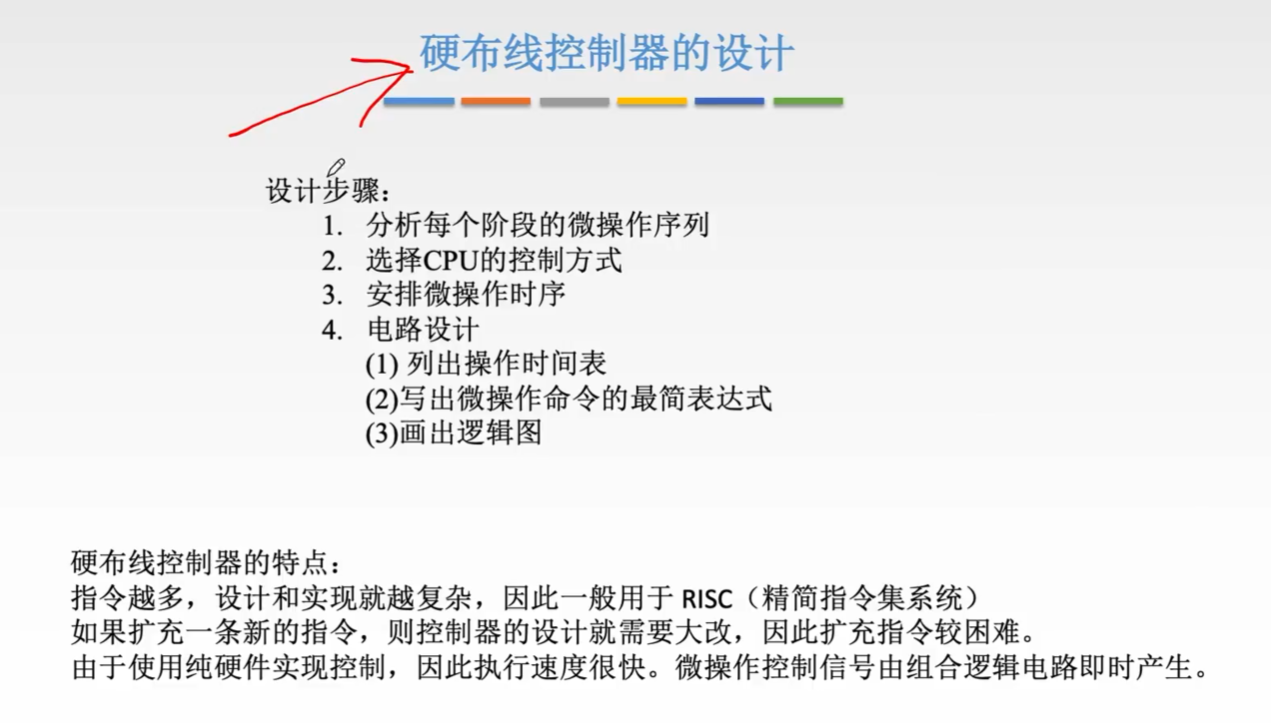 硬布线控制器的设计
设计步骤：
1. 分析每个阶段的微操作序列
2. 选择CPU的控制方式
3. 安排微操作时序
4. 电路设计
(1) 列出操作时间表
(2)写出微操作命令的最简表达式
(3)画出逻辑图
硬布线控制器的特点：
指令越多，设计和实现就越复杂，因此一般用于 RISC（精简指令集系统）
如果扩充一条新的指令，则控制器的设计就需要大改，因此扩充指令较困难。
由于使用纯硬件实现控制，因此执行速度很快。微操作控制信号由组合逻辑电路即时产生。